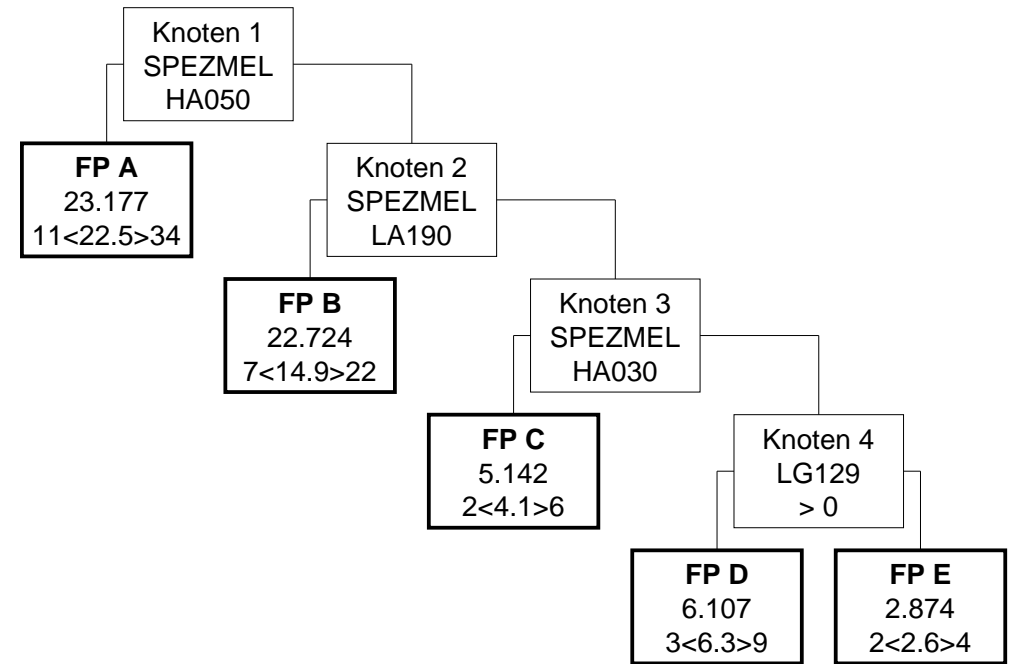 Knoten 1
SPEZMEL
HA050
FP A
23.177
11<22.5>34
Knoten 2
SPEZMEL
LA190
FP B
22.724
7<14.9>22
Knoten 3
SPEZMEL
HA030
FP C
5.142
2<4.1>6
Knoten 4
LG129
> 0
FP D
6.107
3<6.3>9
FP E
2.874
2<2.6>4